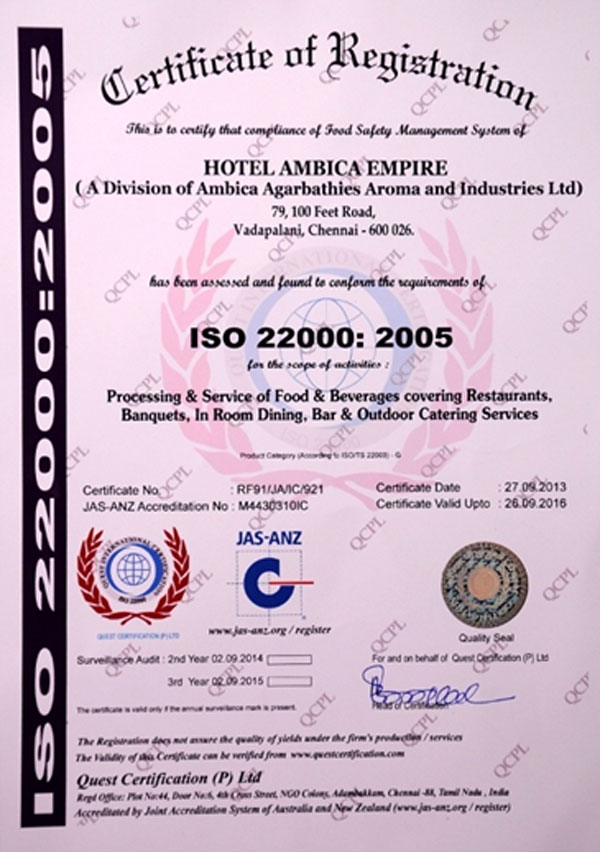 Certificate of Registration
This is to certify that compliance of Food Safety Management System of
HOTEL AMBICA EMPIRE
( A Division of Ambica Agarbathies Aroma and Industries Ltd)
79, 100 Feet Road,
Vadapalani, Chennai - 600 026.
has been assessed and found to conform the requirements of
ISO 22000: 2005
for the scope of activities :
Processing & Service of Food & Beverages covering Restaurants,
Banquets, In Room Dining, Bar & Outdoor Catering Services
Product Category (According to ISO/TS 22003) - G
Certificate No. : RF91/JA/IC/921
Certificate Date : 27.09.2013
JAS-ANZ Accreditation No : M4430310IC
Certificate Valid Upto : 26.09.2016
QUEST INTERNATIONAL CERTIFICATION
ISO 22000
QUEST CERTIFICATION (P) LTD
JAS-ANZ
www.jas-anz.org / register
Quality Seal
Surveillance Audit : 2nd Year 02.09.2014
3rd Year 02.09.2015
For and on behalf of Quest Certification (P) Ltd
Head of Certification
The certificate is valid only if the annual surveillance mark is present.
The Registration does not assure the quality of yields under the firm's production / services
The Validity of this Certificate can be verified from www.questcertification.com
Quest Certification (P) Ltd
Regd Office: Plot No:44, Door No:6, 4th Cross Street, NGO Colony, Adambakkam, Chennai -88, Tamil Nadu , India
Accreditated by Joint Accreditation System of Australia and New Zealand (www.jas-anz.org / register)
ISO 22000:2005
QCPL